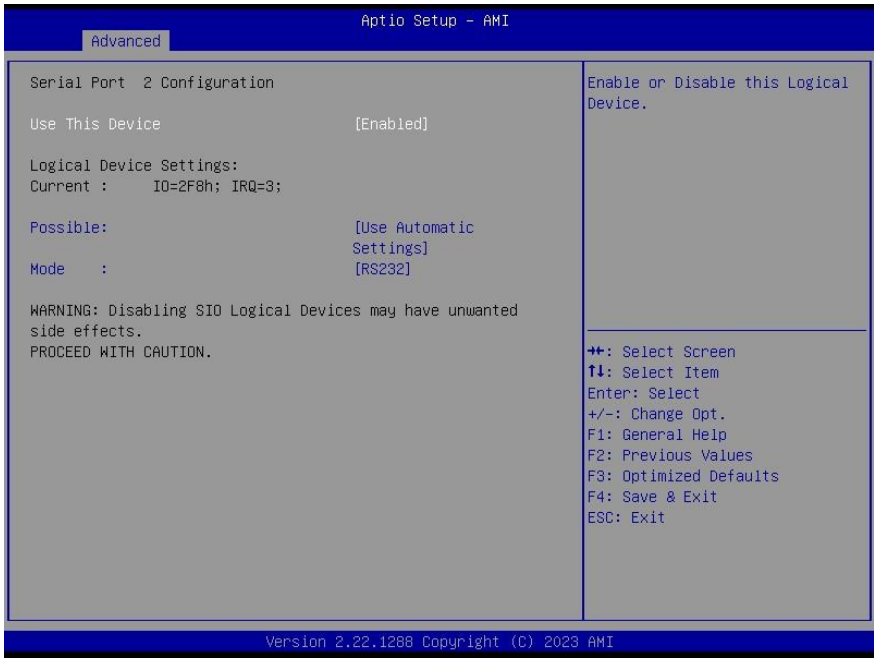 Aptio Setup - AMI
Advanced
Serial Port 2 Configuration
Use This Device [Enabled]
Logical Device Settings:
Current : IO=2F8h; IRQ=3;
Possible: [Use Automatic
Settings]
Mode : [RS232]
WARNING: Disabling SIO Logical Devices may have unwanted
side effects.
PROCEED WITH CAUTION.
Enable or Disable this Logical
Device.
→←: Select Screen
↑↓: Select Item
Enter: Select
+/-: Change Opt.
F1: General Help
F2: Previous Values
F3: Optimized Defaults
F4: Save & Exit
ESC: Exit
Version 2.22.1288 Copyright (C) 2023 AMI